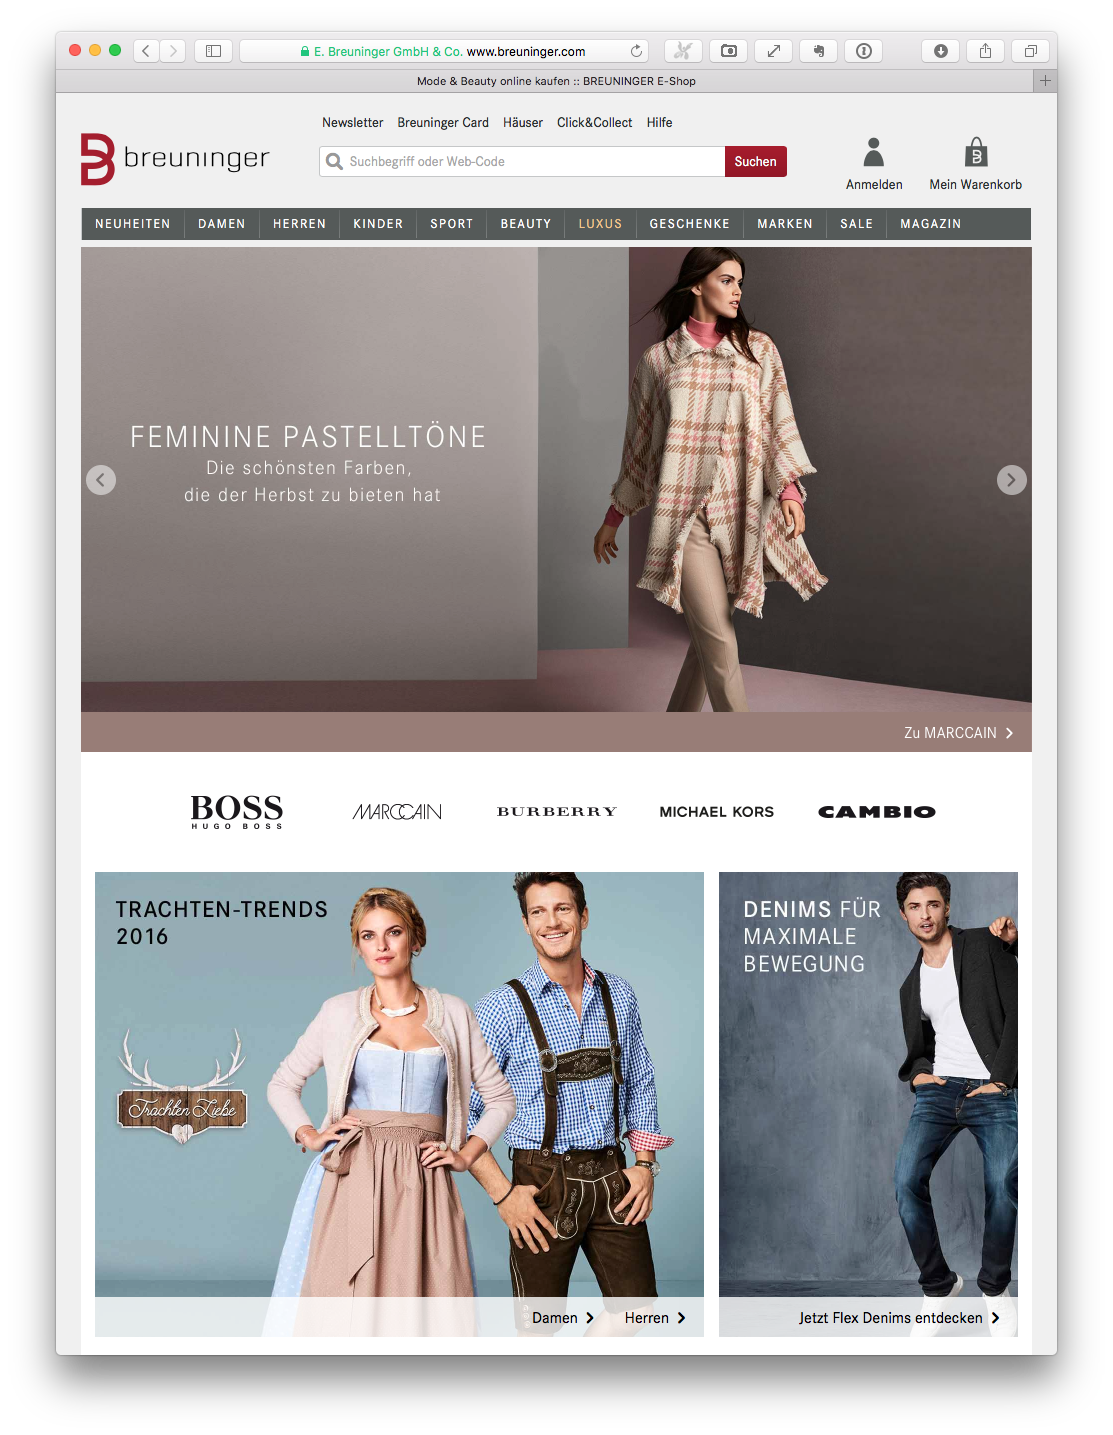 E. Breuninger GmbH & Co. www.breuninger.com
Mode & Beauty online kaufen :: BREUNINGER E-Shop
Newsletter Breuninger Card Häuser Click&Collect Hilfe
breuninger
Suchbegriff oder Web-Code Suchen
Anmelden Mein Warenkorb
NEUHEITEN DAMEN HERREN KINDER SPORT BEAUTY LUXUS GESCHENKE MARKEN SALE MAGAZIN
FEMININE PASTELLTÖNE
Die schönsten Farben,
die der Herbst zu bieten hat
Zu MARCCAIN
BOSS
HUGO BOSS
MARCCAIN
BURBERRY
MICHAEL KORS
CAMBIO
TRACHTEN-TRENDS
2016
Trachten Liebe
Damen Herren
DENIMS FÜR
MAXIMALE
BEWEGUNG
Jetzt Flex Denims entdecken